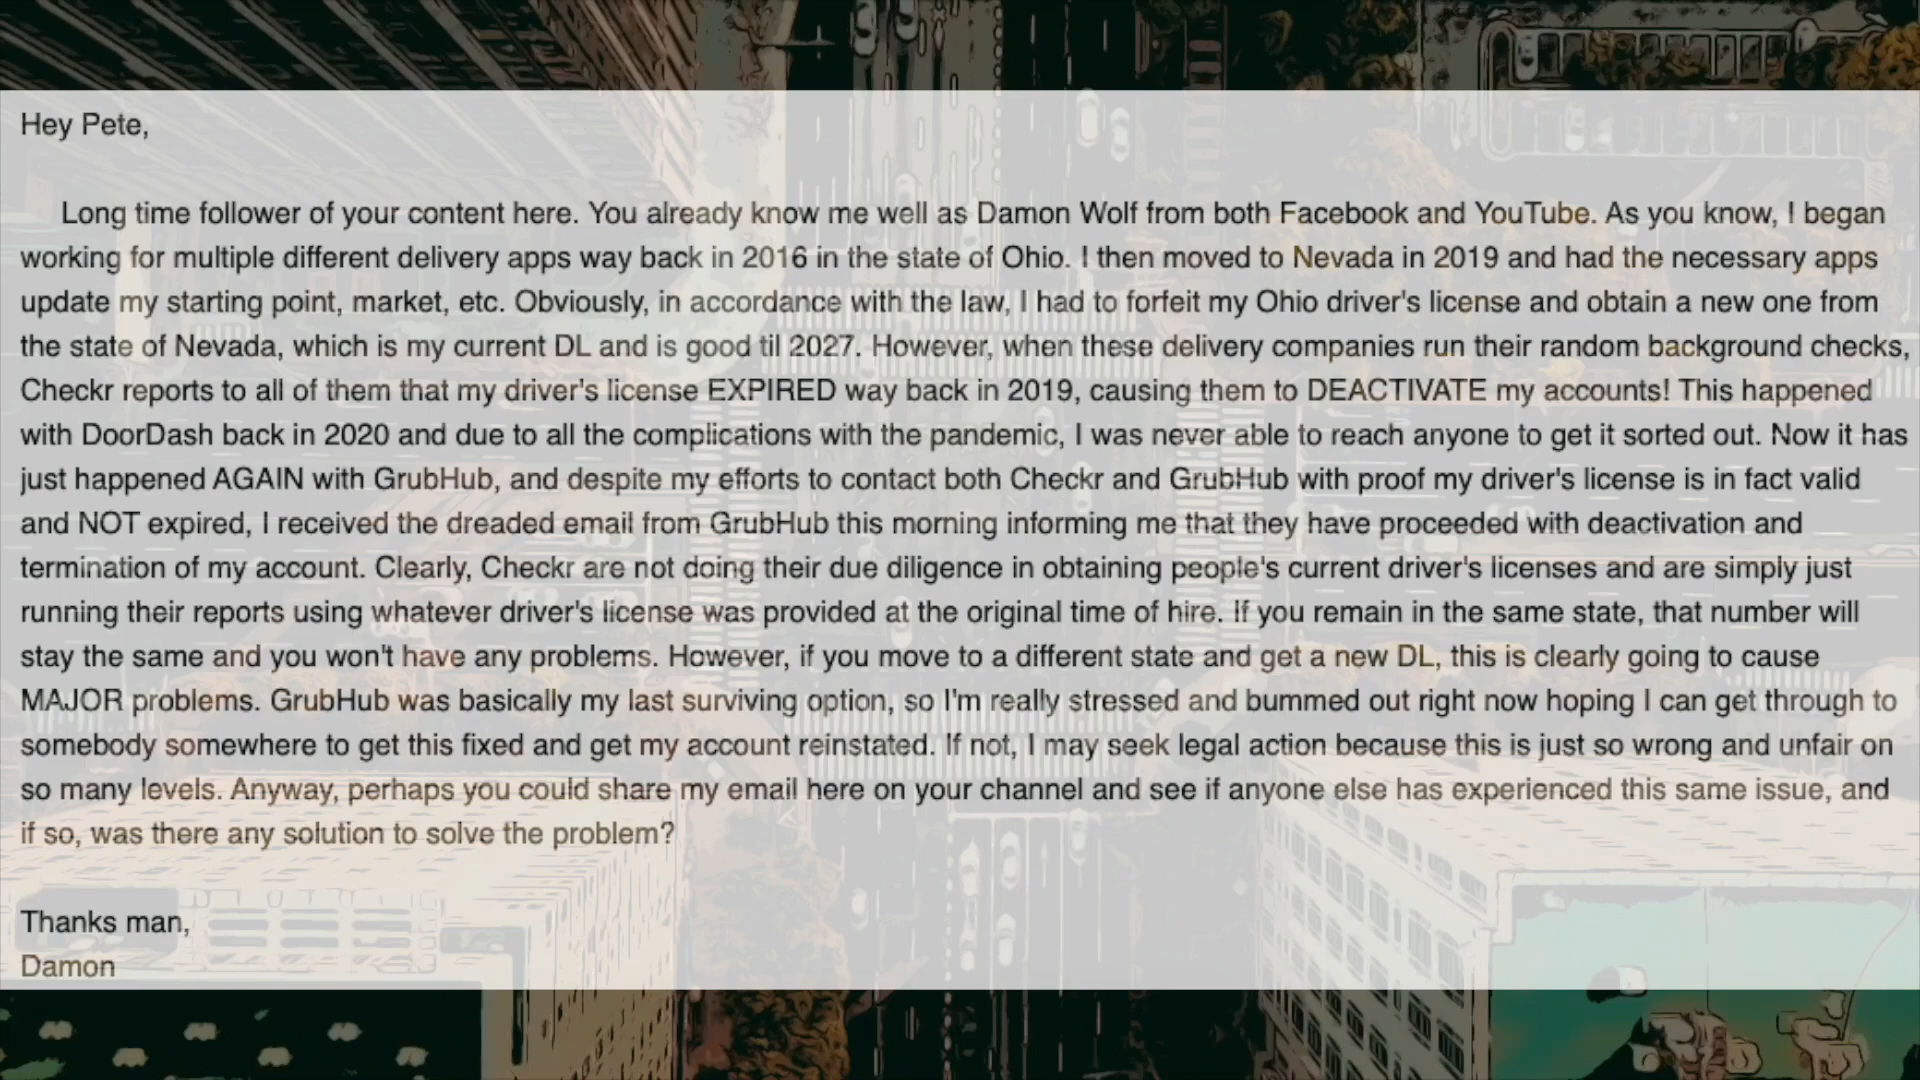 Hey Pete,
Long time follower of your content here. You already know me well as Damon Wolf from both Facebook and YouTube. As you know, I began
working for multiple different delivery apps way back in 2016 in the state of Ohio. I then moved to Nevada in 2019 and had the necessary apps
update my starting point, market, etc. Obviously, in accordance with the law, I had to forfeit my Ohio driver's license and obtain a new one from
the state of Nevada, which is my current DL and is good til 2027. However, when these delivery companies run their random background checks,
Checkr reports to all of them that my driver's license EXPIRED way back in 2019, causing them to DEACTIVATE my accounts! This happened
with DoorDash back in 2020 and due to all the complications with the pandemic, I was never able to reach anyone to get it sorted out. Now it has
just happened AGAIN with GrubHub, and despite my efforts to contact both Checkr and GrubHub with proof my driver's license is in fact valid
and NOT expired, I received the dreaded email from GrubHub this morning informing me that they have proceeded with deactivation and
termination of my account. Clearly, Checkr are not doing their due diligence in obtaining people's current driver's licenses and are simply just
running their reports using whatever driver's license was provided at the original time of hire. If you remain in the same state, that number will
stay the same and you won't have any problems. However, if you move to a different state and get a new DL, this is clearly going to cause
MAJOR problems. GrubHub was basically my last surviving option, so I'm really stressed and bummed out right now hoping I can get through to
somebody somewhere to get this fixed and get my account reinstated. If not, I may seek legal action because this is just so wrong and unfair on
so many levels. Anyway, perhaps you could share my email here on your channel and see if anyone else has experienced this same issue, and
if so, was there any solution to solve the problem?
Thanks man,
Damon